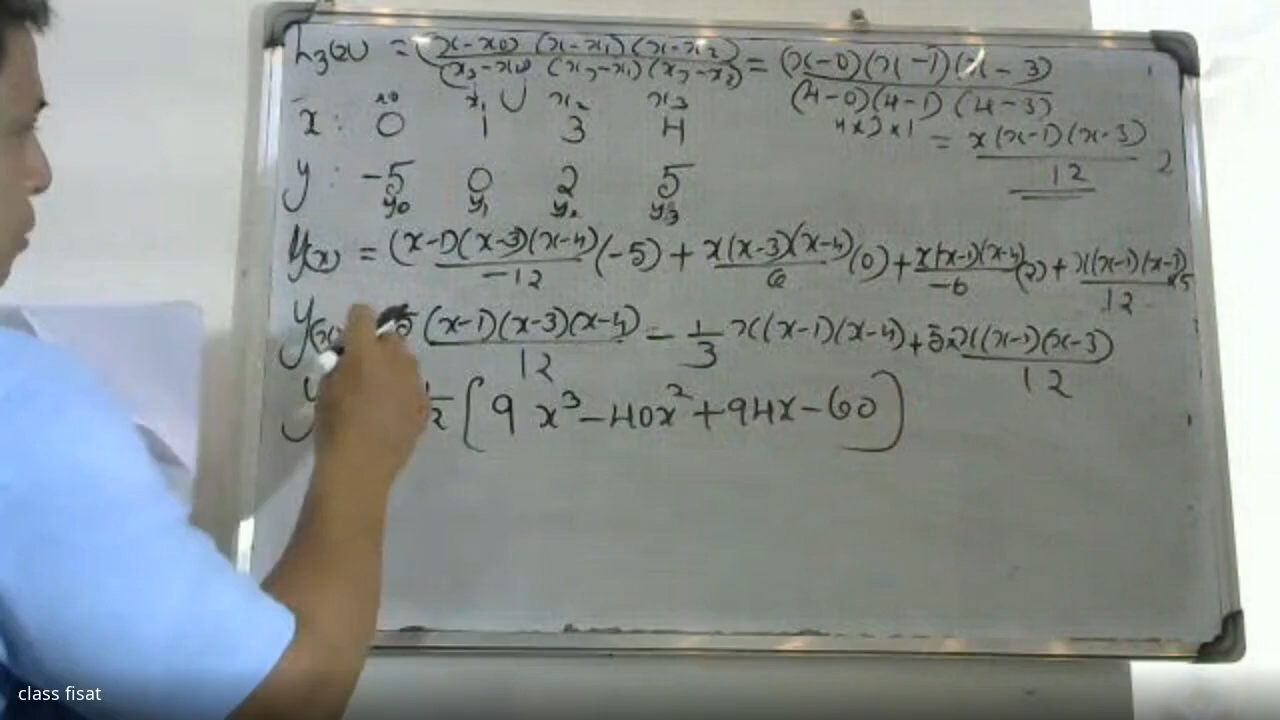 L₃(x) = (x-x₀)(x-x₁)(x-x₂) / (x₃-x₀)(x₃-x₁)(x₃-x₂) = (x-0)(x-1)(x-3) / (4-0)(4-1)(4-3)
4×3×1 = x(x-1)(x-3) / 12
x₀ x₁ x₂ x₃
x : 0 1 3 4
y : -5 0 2 5
y₀ y₁ y₂ y₃
y(x) = (x-1)(x-3)(x-4) / -12 (-5) + x(x-3)(x-4) / 6 (0) + x(x-1)(x-4) / -6 (2) + x(x-1)(x-3) / 12 ×5
y(x) 5 (x-1)(x-3)(x-4) / 12 - 1/3 x(x-1)(x-4) + 5×x(x-1)(x-3) / 12
y [9x³-40x²+94x-60]
class fisat